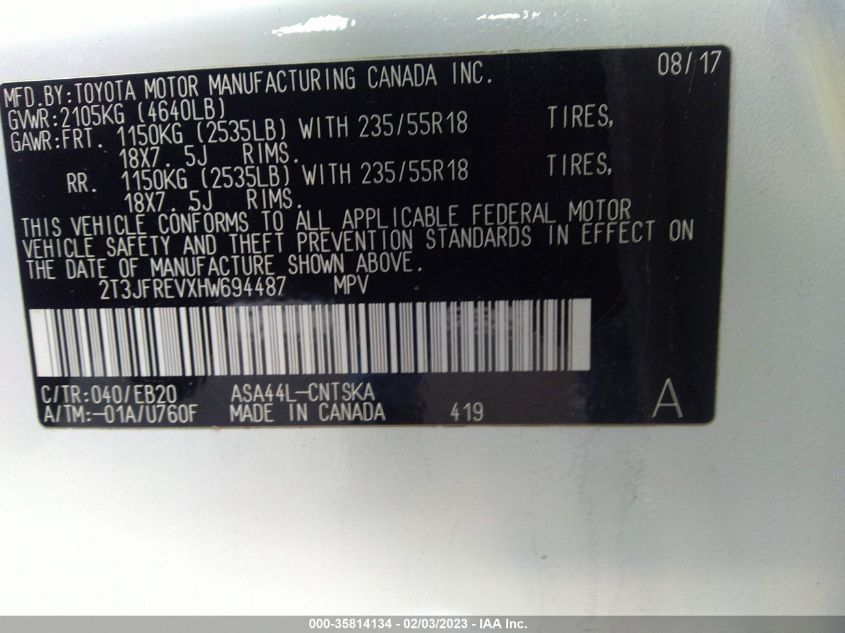 MFD.BY:TOYOTA MOTOR MANUFACTURING CANADA INC. 08/17
GVWR:2105KG (4640LB)
GAWR:FRT. 1150KG (2535LB) WITH 235/55R18 TIRES,
18X7. 5J RIMS.
RR. 1150KG (2535LB) WITH 235/55R18 TIRES,
18X7. 5J RIMS.
THIS VEHICLE CONFORMS TO ALL APPLICABLE FEDERAL MOTOR
VEHICLE SAFETY AND THEFT PREVENTION STANDARDS IN EFFECT ON
THE DATE OF MANUFACTURE SHOWN ABOVE.
2T3JFREVXHW694487 MPV
C/TR:040/EB20 ASA44L-CNTSKA
A/TM:-01A/U760F MADE IN CANADA 419 A
000-35814134 - 02/03/2023 - IAA Inc.